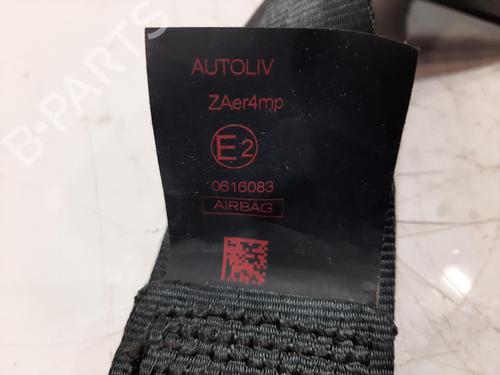 B-PARTS
AUTOLIV
ZAer4mp
E2
0616083
AIRBAG